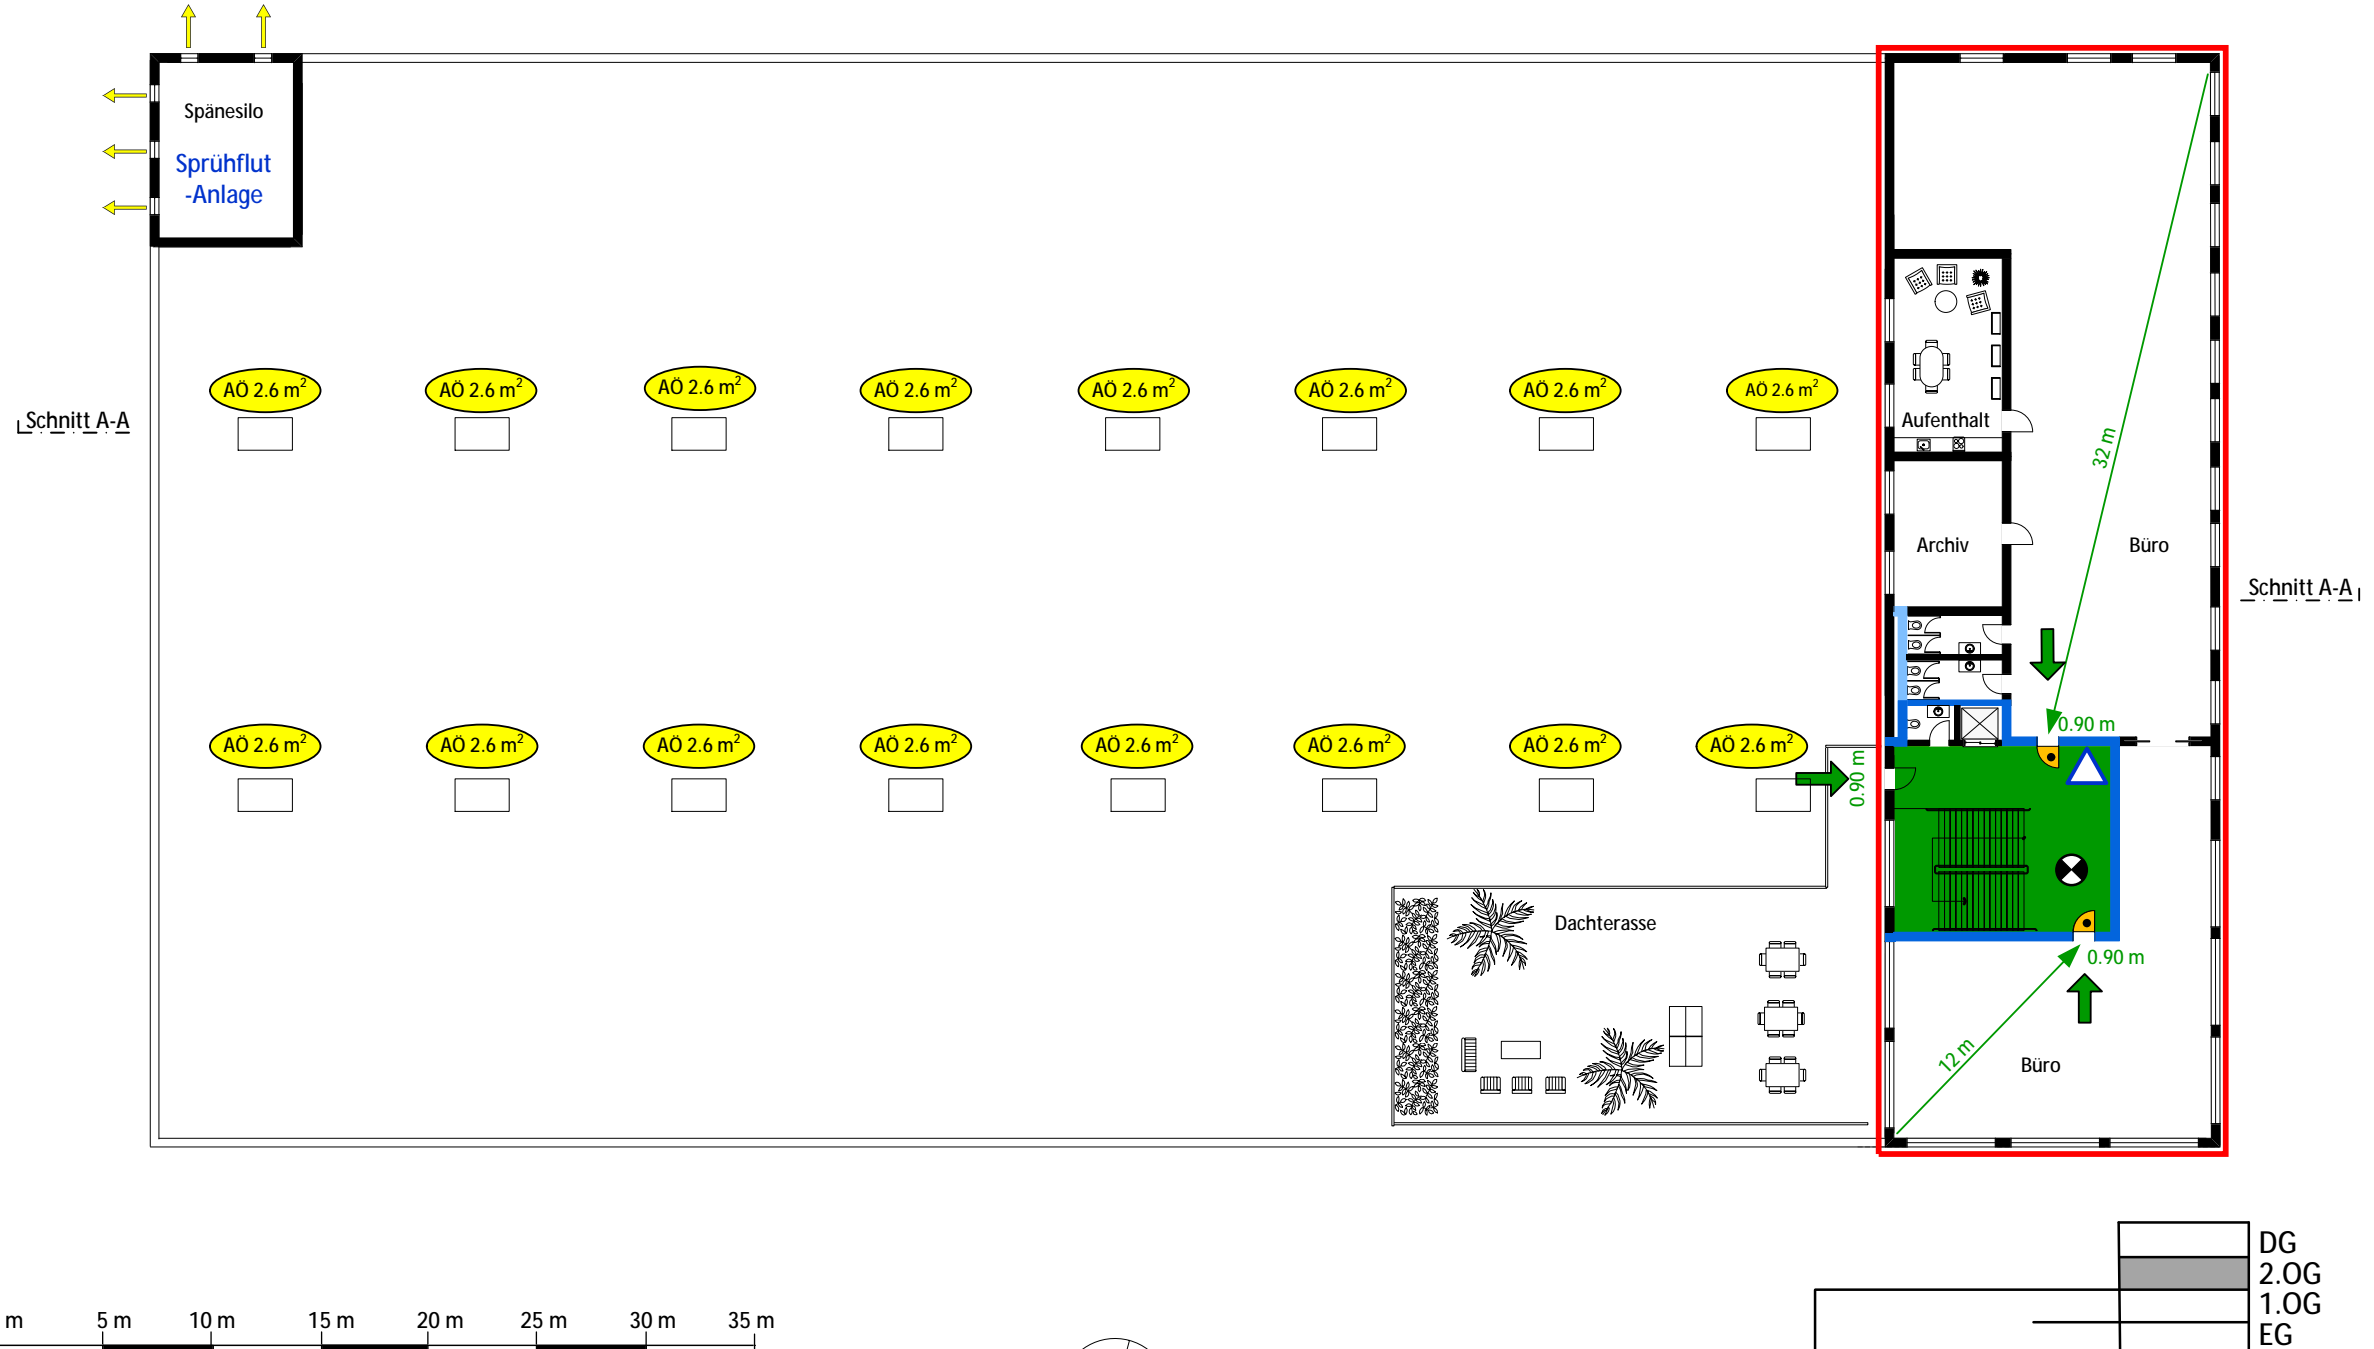 Spänesilo
Sprühflut
-Anlage
AÖ 2.6 m²
AÖ 2.6 m²
AÖ 2.6 m²
AÖ 2.6 m²
AÖ 2.6 m²
AÖ 2.6 m²
AÖ 2.6 m²
AÖ 2.6 m²
Schnitt A-A
Aufenthalt
32 m
Archiv
Büro
Schnitt A-A
0.90 m
AÖ 2.6 m²
AÖ 2.6 m²
AÖ 2.6 m²
AÖ 2.6 m²
AÖ 2.6 m²
AÖ 2.6 m²
AÖ 2.6 m²
AÖ 2.6 m²
0.90 m
Dachterasse
0.90 m
12 m
Büro
DG
2.OG
1.OG
EG
m 5 m 10 m 15 m 20 m 25 m 30 m 35 m